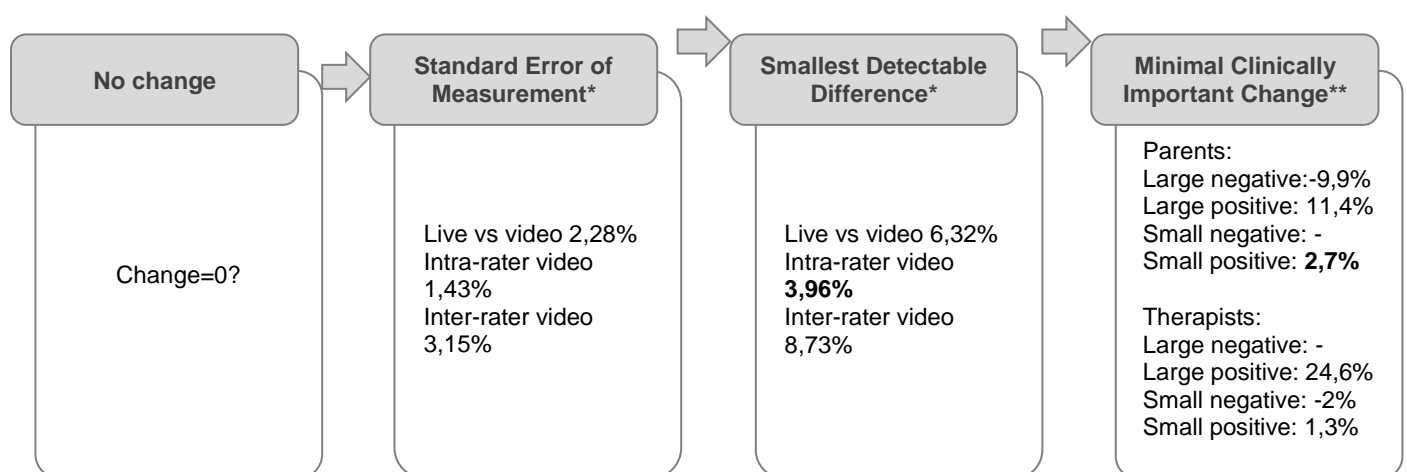 No change
Change=0?
Standard Error of
Measurement*
Live vs video 2,28%
Intra-rater video
1,43%
Inter-rater video
3,15%
Smallest Detectable
Difference*
Live vs video 6,32%
Intra-rater video
3,96%
Inter-rater video
8,73%
Minimal Clinically
Important Change**
Parents:
Large negative:-9,9%
Large positive: 11,4%
Small negative: -
Small positive: 2,7%
Therapists:
Large negative: -
Large positive: 24,6%
Small negative: -2%
Small positive: 1,3%